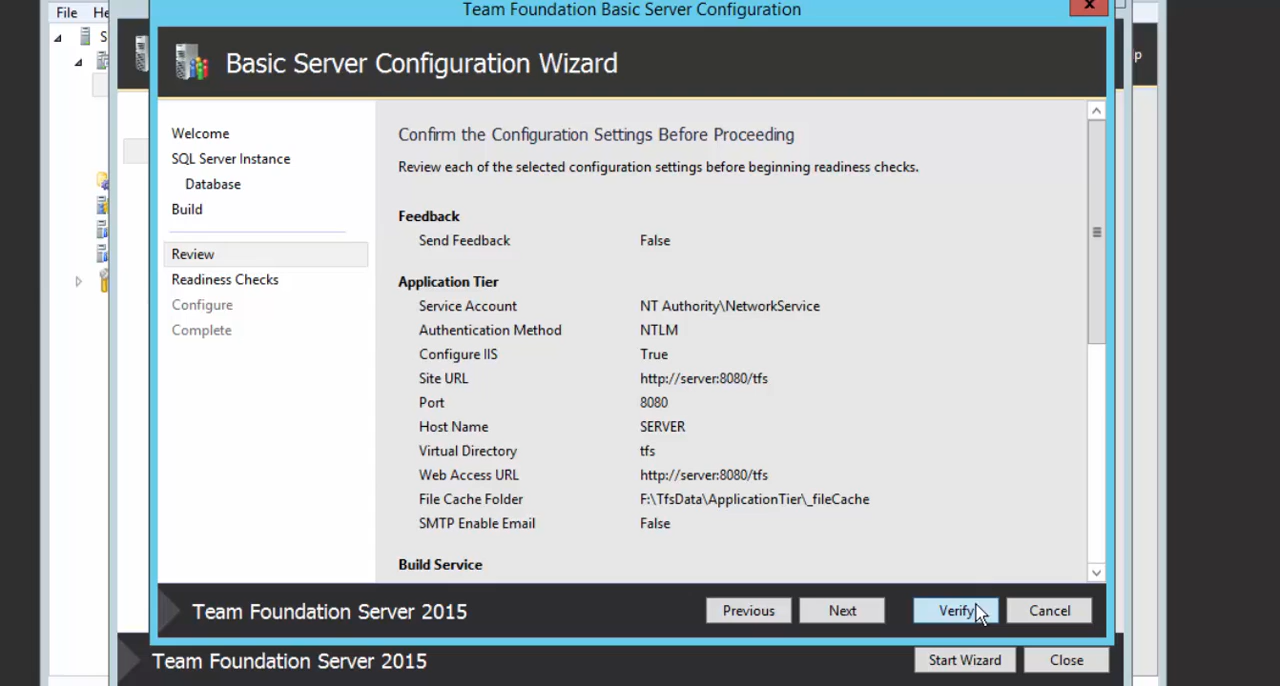 File He
Team Foundation Basic Server Configuration
S
p
Basic Server Configuration Wizard
Welcome
SQL Server Instance
Database
Build
Review
Readiness Checks
Configure
Complete
Confirm the Configuration Settings Before Proceeding
Review each of the selected configuration settings before beginning readiness checks.
Feedback
Send Feedback False
Application Tier
Service Account NT Authority\NetworkService
Authentication Method NTLM
Configure IIS True
Site URL http://server:8080/tfs
Port 8080
Host Name SERVER
Virtual Directory tfs
Web Access URL http://server:8080/tfs
File Cache Folder F:\TfsData\ApplicationTier\_fileCache
SMTP Enable Email False
Build Service
Team Foundation Server 2015
Previous Next Verify Cancel
Team Foundation Server 2015
Start Wizard Close